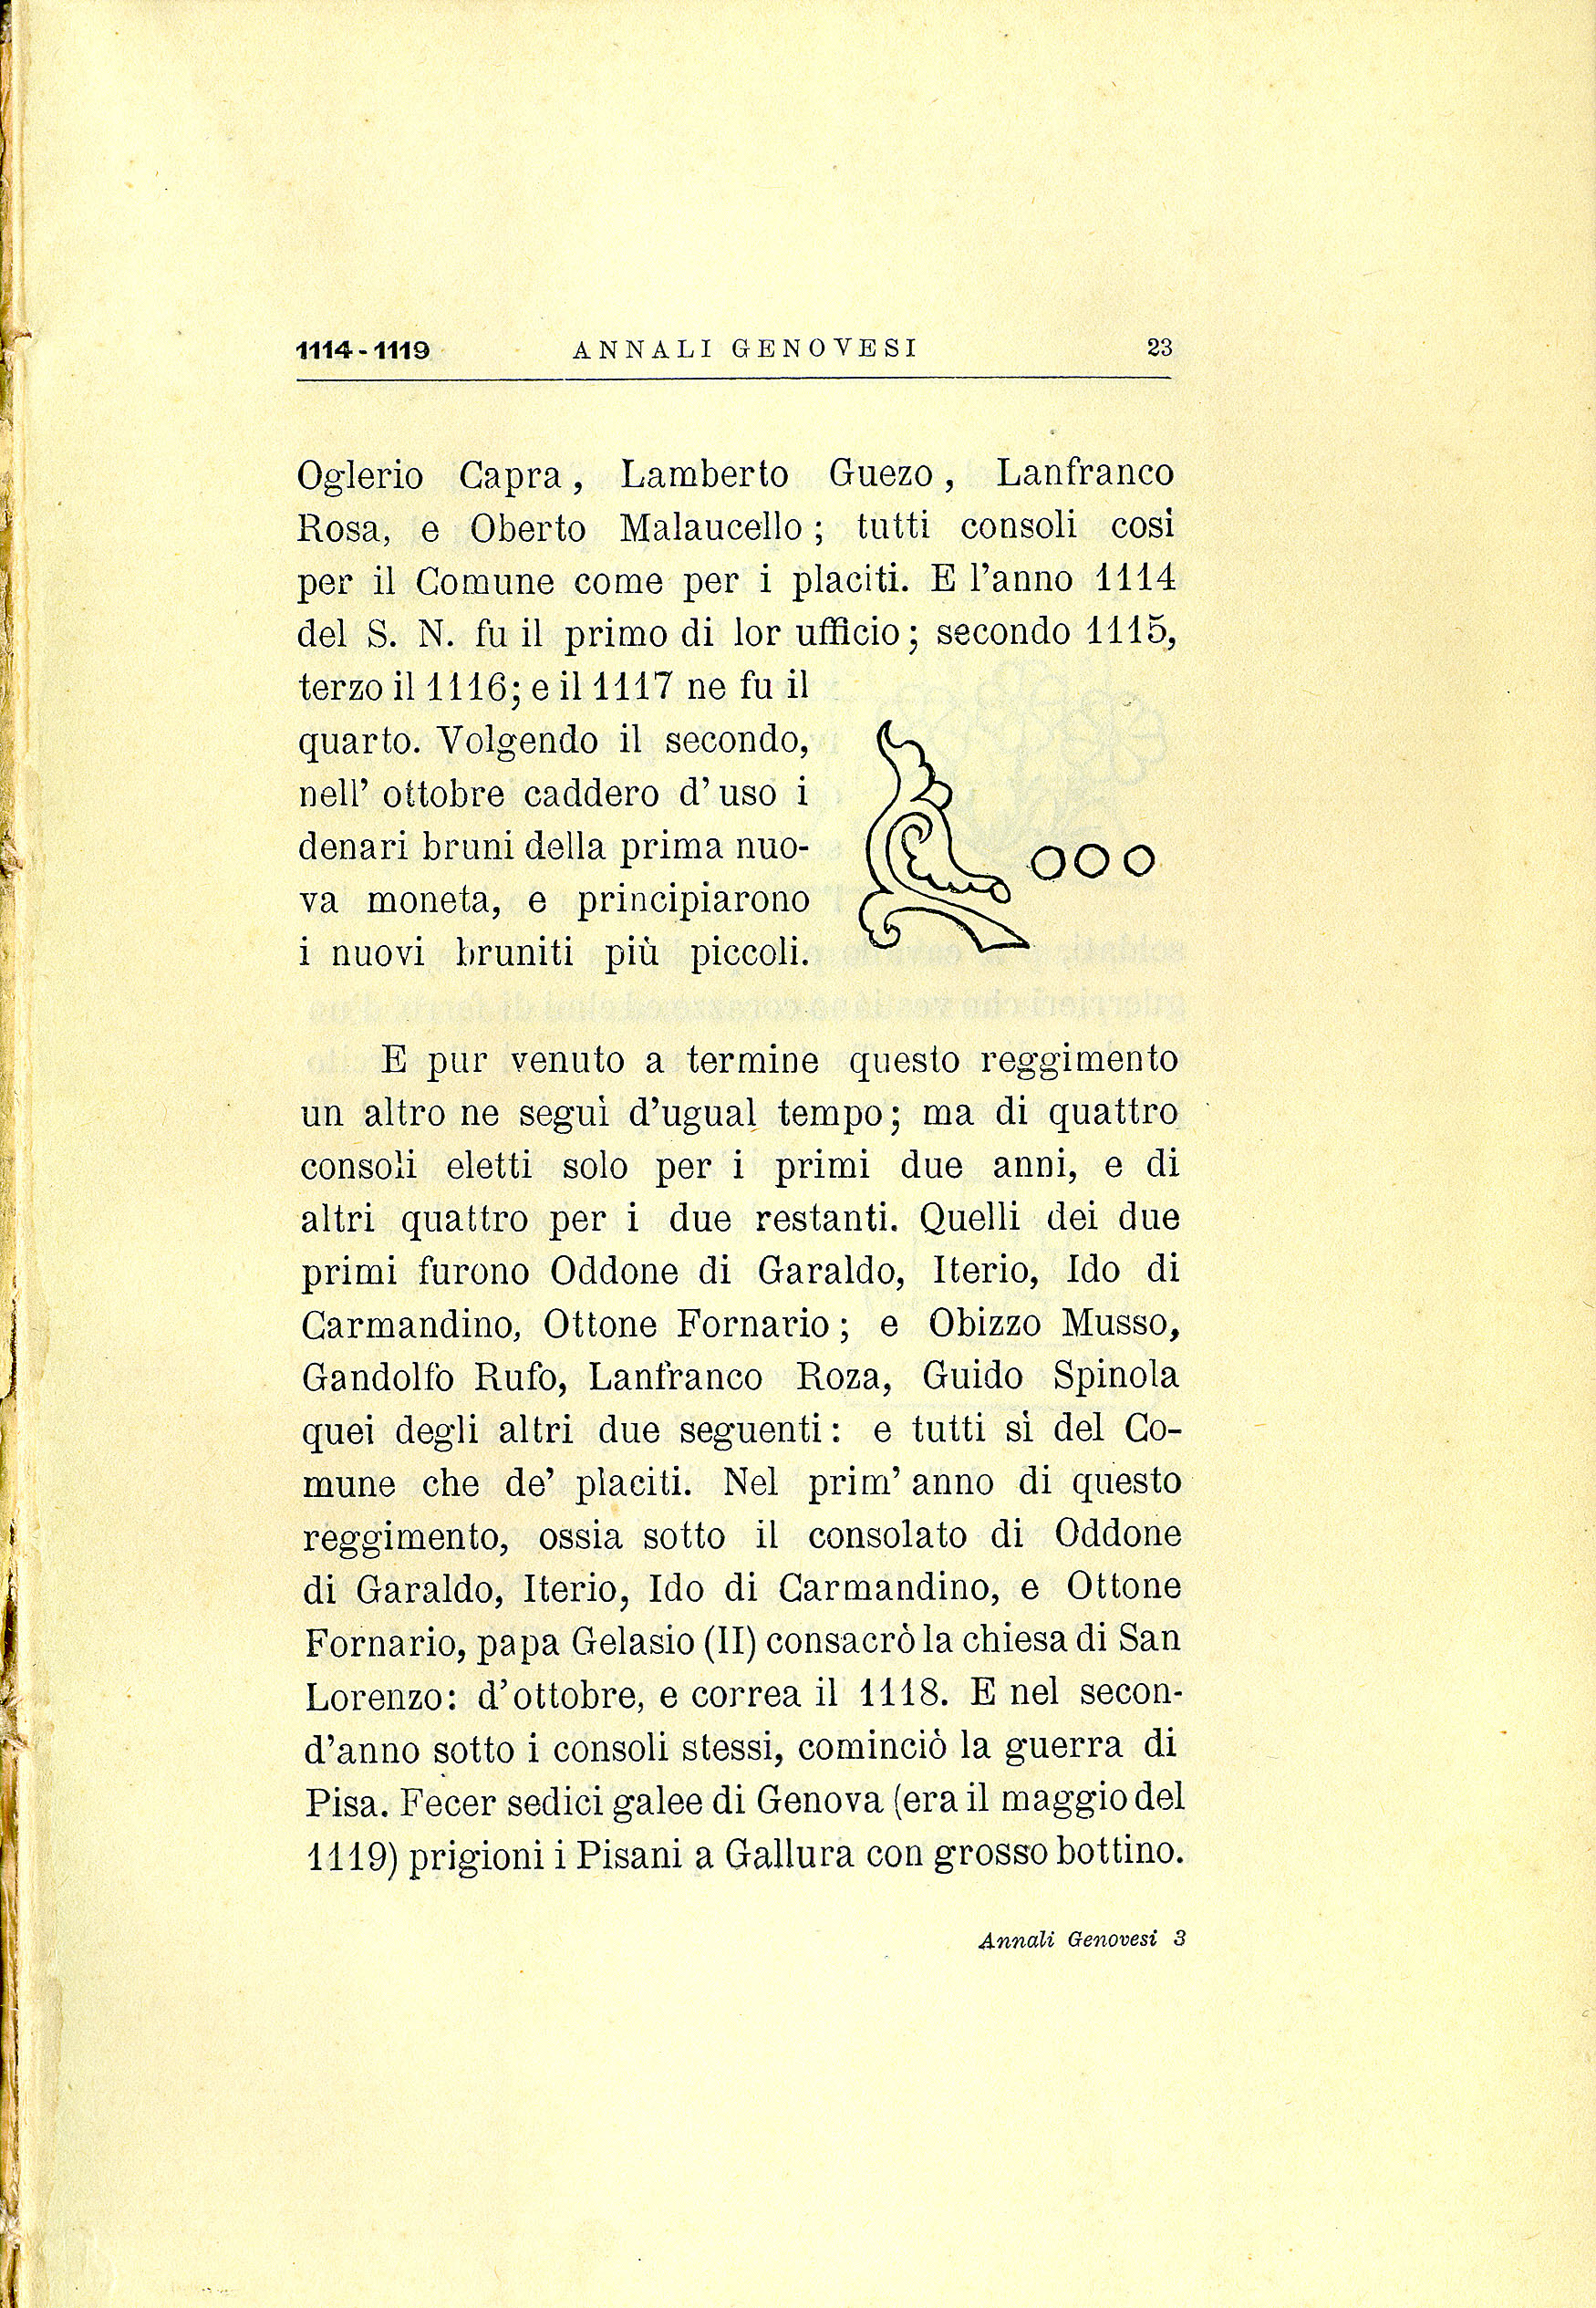 1114-1119 ANNALI GENOVESI 23
Oglerio Capra, Lamberto Guezo, Lanfranco
Rosa, e Oberto Malaucello; tutti consoli così
per il Comune come per i placiti. E l'anno 1114
del S. N. fu il primo di lor ufficio; secondo 1115,
terzo il 1116; e il 1117 ne fu il
quarto. Volgendo il secondo,
nell' ottobre caddero d' uso i
denari bruni della prima nuo-
va moneta, e principiarono
i nuovi bruniti più piccoli.
E pur venuto a termine questo reggimento
un altro ne seguì d'ugual tempo; ma di quattro
consoli eletti solo per i primi due anni, e di
altri quattro per i due restanti. Quelli dei due
primi furono Oddone di Garaldo, Iterio, Ido di
Carmandino, Ottone Fornario; e Obizzo Musso,
Gandolfo Rufo, Lanfranco Roza, Guido Spinola
quei degli altri due seguenti: e tutti sì del Co-
mune che de' placiti. Nel prim' anno di questo
reggimento, ossia sotto il consolato di Oddone
di Garaldo, Iterio, Ido di Carmandino, e Ottone
Fornario, papa Gelasio (II) consacrò la chiesa di San
Lorenzo: d'ottobre, e correa il 1118. E nel secon-
d'anno sotto i consoli stessi, cominciò la guerra di
Pisa. Fecer sedici galee di Genova (era il maggio del
1119) prigioni i Pisani a Gallura con grosso bottino.
Annali Genovesi 3